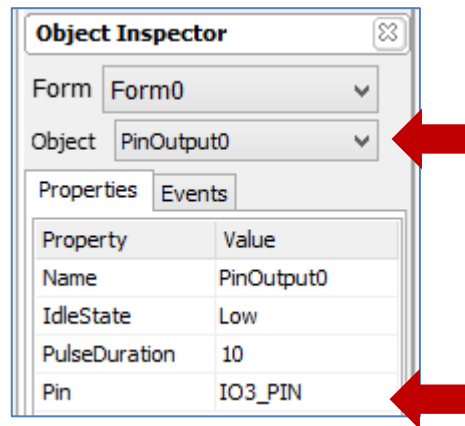 Object Inspector
Form Form0
Object PinOutput0
Properties Events
Property Value
Name PinOutput0
IdleState Low
PulseDuration 10
Pin IO3_PIN